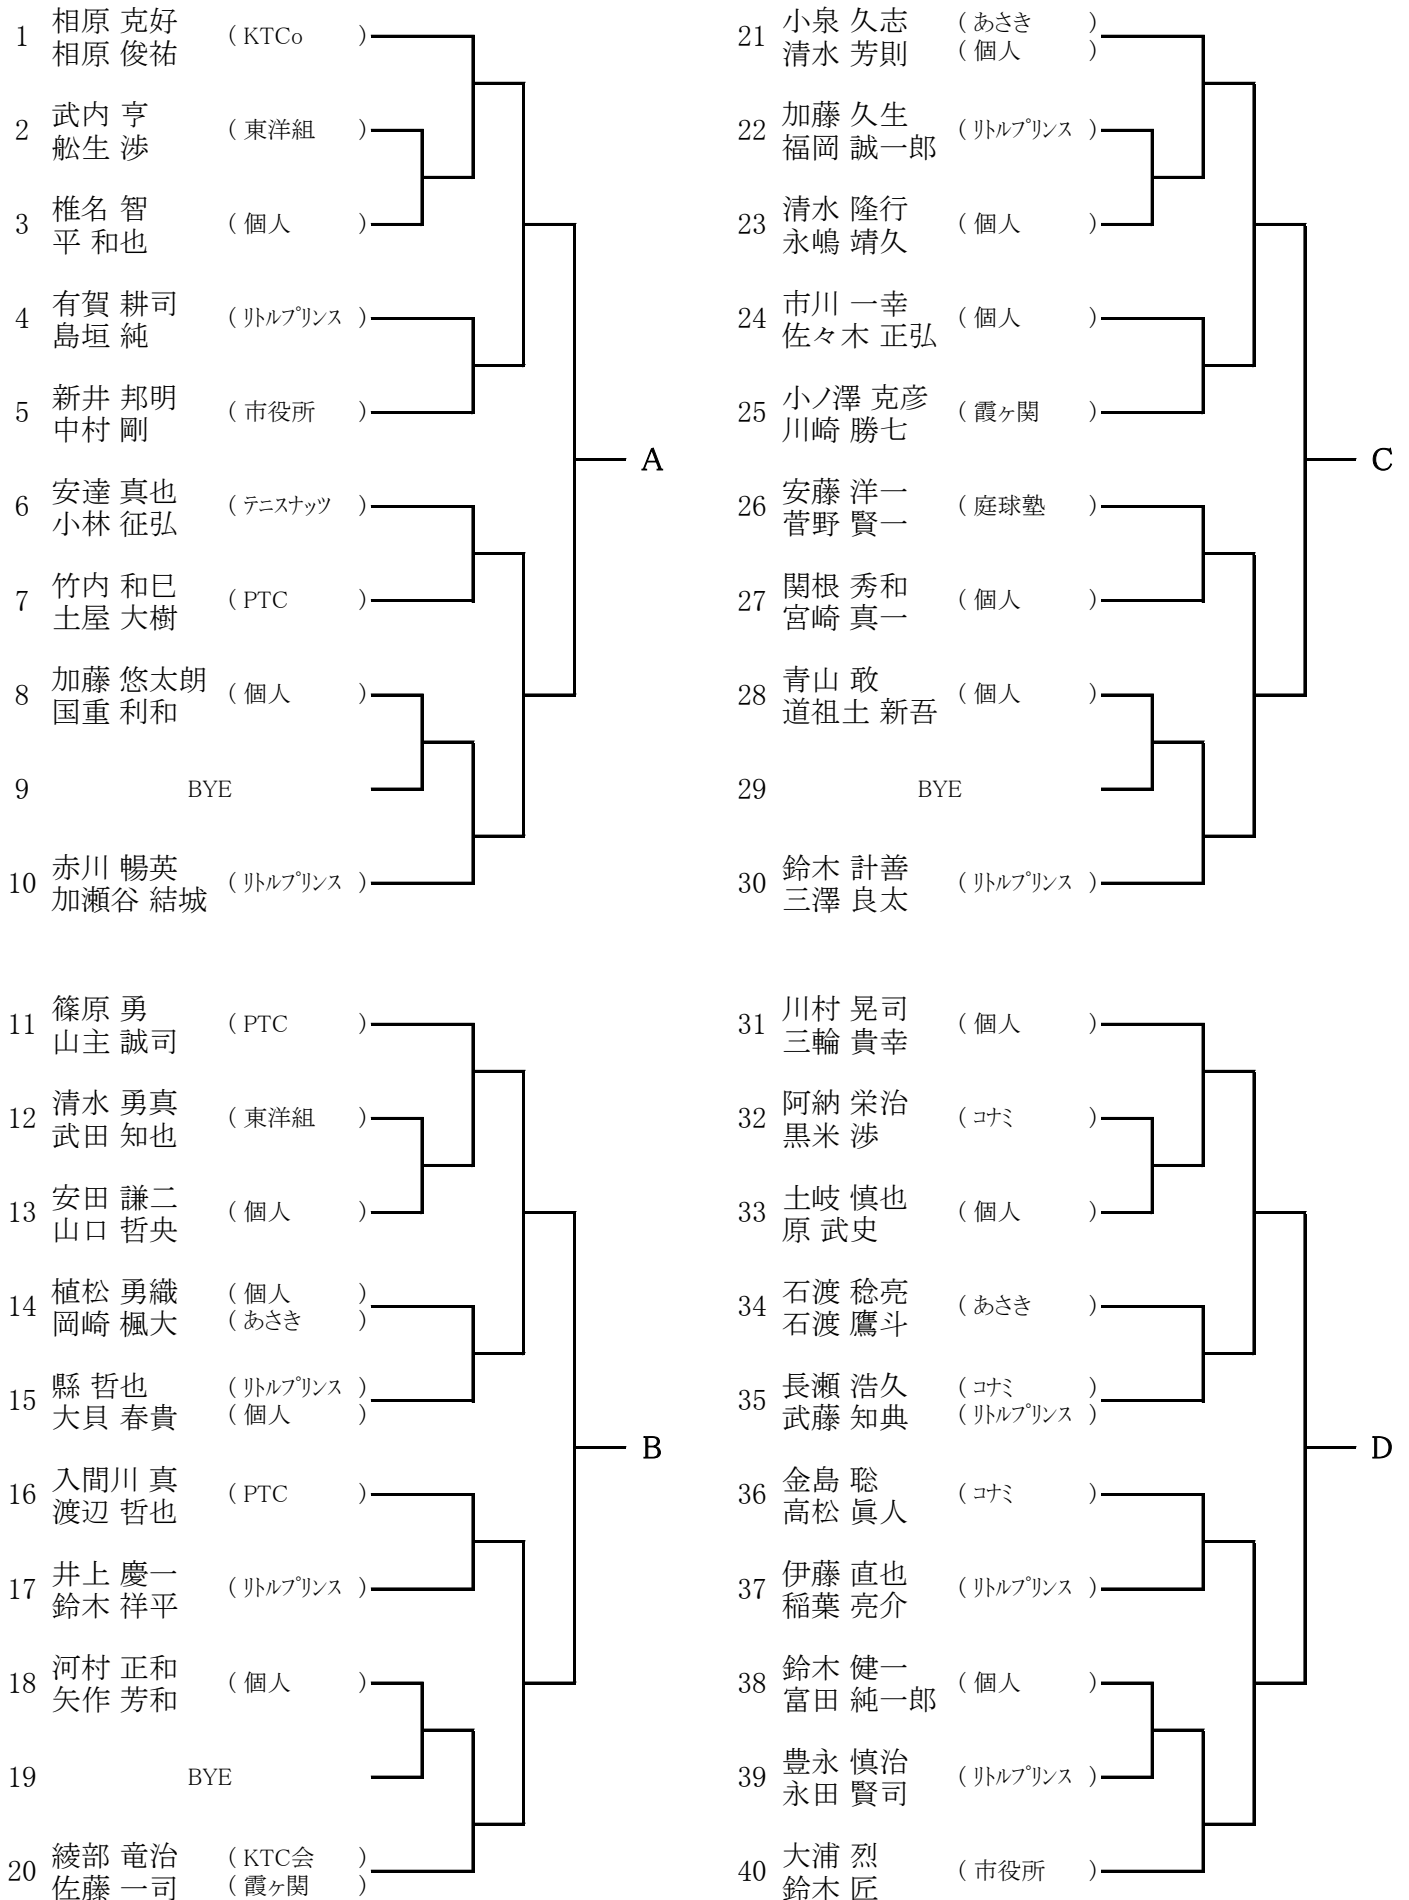 1 相原 克好 ( KTCo )
相原 俊祐
2 武内 亨 ( 東洋組 )
舩生 渉
3 椎名 智 ( 個人 )
平 和也
4 有賀 耕司 ( ﾘﾄﾙﾌﾟﾘﾝｽ )
島垣 純
5 新井 邦明 ( 市役所 )
中村 剛
A
6 安達 真也 ( ﾃﾆｽﾅｯﾂ )
小林 征弘
7 竹内 和巳 ( PTC )
土屋 大樹
8 加藤 悠太朗 ( 個人 )
国重 利和
9 BYE
10 赤川 暢英 ( ﾘﾄﾙﾌﾟﾘﾝｽ )
加瀬谷 結城
11 篠原 勇 ( PTC )
山主 誠司
12 清水 勇真 ( 東洋組 )
武田 知也
13 安田 謙二 ( 個人 )
山口 哲央
14 植松 勇織 ( 個人 )
岡崎 楓大 ( あさき )
15 縣 哲也 ( ﾘﾄﾙﾌﾟﾘﾝｽ )
大貝 春貴 ( 個人 )
B
16 入間川 真 ( PTC )
渡辺 哲也
17 井上 慶一 ( ﾘﾄﾙﾌﾟﾘﾝｽ )
鈴木 祥平
18 河村 正和 ( 個人 )
矢作 芳和
19 BYE
20 綾部 竜治 ( KTC会 )
佐藤 一司 ( 霞ヶ関 )
21 小泉 久志 ( あさき )
清水 芳則 ( 個人 )
22 加藤 久生 ( ﾘﾄﾙﾌﾟﾘﾝｽ )
福岡 誠一郎
23 清水 隆行 ( 個人 )
永嶋 靖久
24 市川 一幸 ( 個人 )
佐々木 正弘
25 小ノ澤 克彦 ( 霞ヶ関 )
川崎 勝七
C
26 安藤 洋一 ( 庭球塾 )
菅野 賢一
27 関根 秀和 ( 個人 )
宮崎 真一
28 青山 敢 ( 個人 )
道祖土 新吾
29 BYE
30 鈴木 計善 ( ﾘﾄﾙﾌﾟﾘﾝｽ )
三澤 良太
31 川村 晃司 ( 個人 )
三輪 貴幸
32 阿納 栄治 ( ｺﾅﾐ )
黒米 渉
33 土岐 慎也 ( 個人 )
原 武史
34 石渡 稔亮 ( あさき )
石渡 鷹斗
35 長瀬 浩久 ( ｺﾅﾐ )
武藤 知典 ( ﾘﾄﾙﾌﾟﾘﾝｽ )
D
36 金島 聡 ( ｺﾅﾐ )
高松 眞人
37 伊藤 直也 ( ﾘﾄﾙﾌﾟﾘﾝｽ )
稲葉 亮介
38 鈴木 健一 ( 個人 )
富田 純一郎
39 豊永 慎治 ( ﾘﾄﾙﾌﾟﾘﾝｽ )
永田 賢司
40 大浦 烈 ( 市役所 )
鈴木 匠